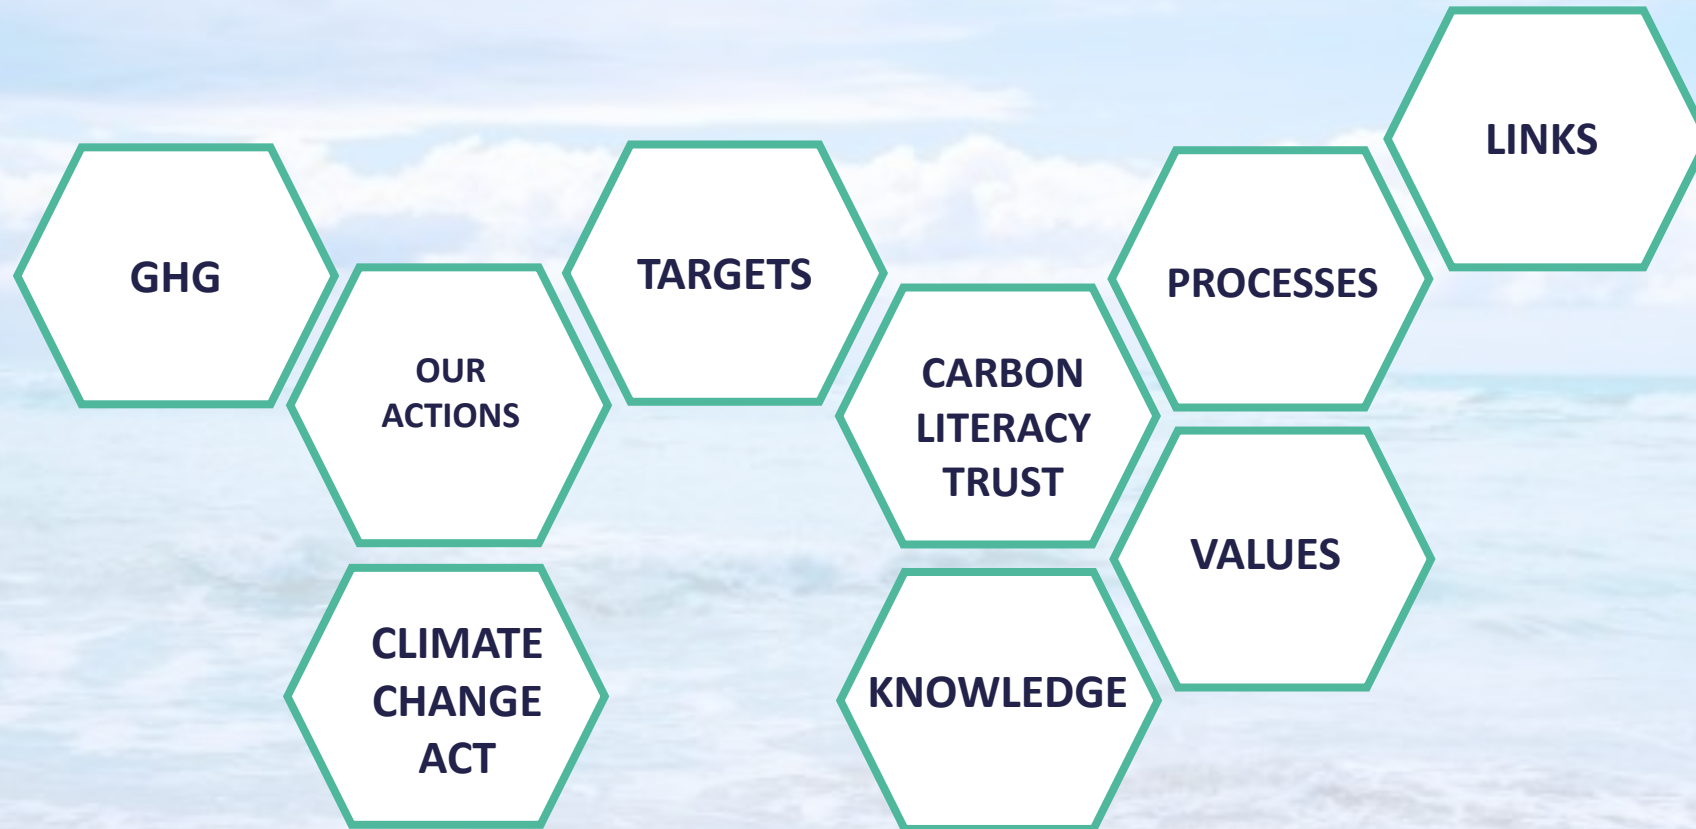 GHG
OUR
ACTIONS
CLIMATE
CHANGE
ACT
TARGETS
CARBON
LITERACY
TRUST
KNOWLEDGE
PROCESSES
VALUES
LINKS